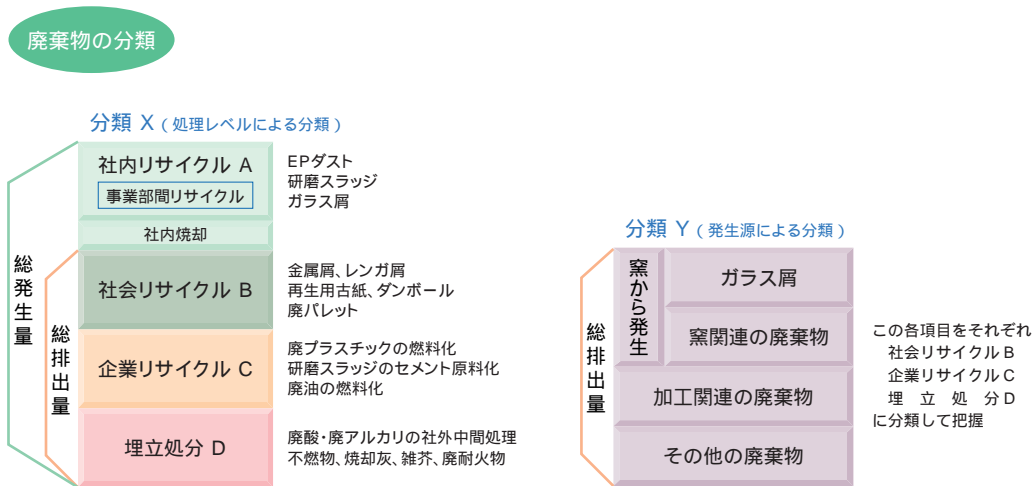 廃棄物の分類
分類 X（処理レベルによる分類）
総発生量
総排出量
社内リサイクル A
事業部間リサイクル
EPダスト
研磨スラッジ
ガラス屑
社内焼却
社会リサイクル B
金属屑、レンガ屑
再生用古紙、ダンボール
廃パレット
企業リサイクル C
廃プラスチックの燃料化
研磨スラッジのセメント原料化
廃油の燃料化
埋立処分 D
廃酸・廃アルカリの社外中間処理
不燃物、焼却灰、雑芥、廃耐火物
分類 Y（発生源による分類）
総排出量
窯から発生
ガラス屑
窯関連の廃棄物
加工関連の廃棄物
その他の廃棄物
この各項目をそれぞれ
社会リサイクル B
企業リサイクル C
埋 立 処 分 D
に分類して把握